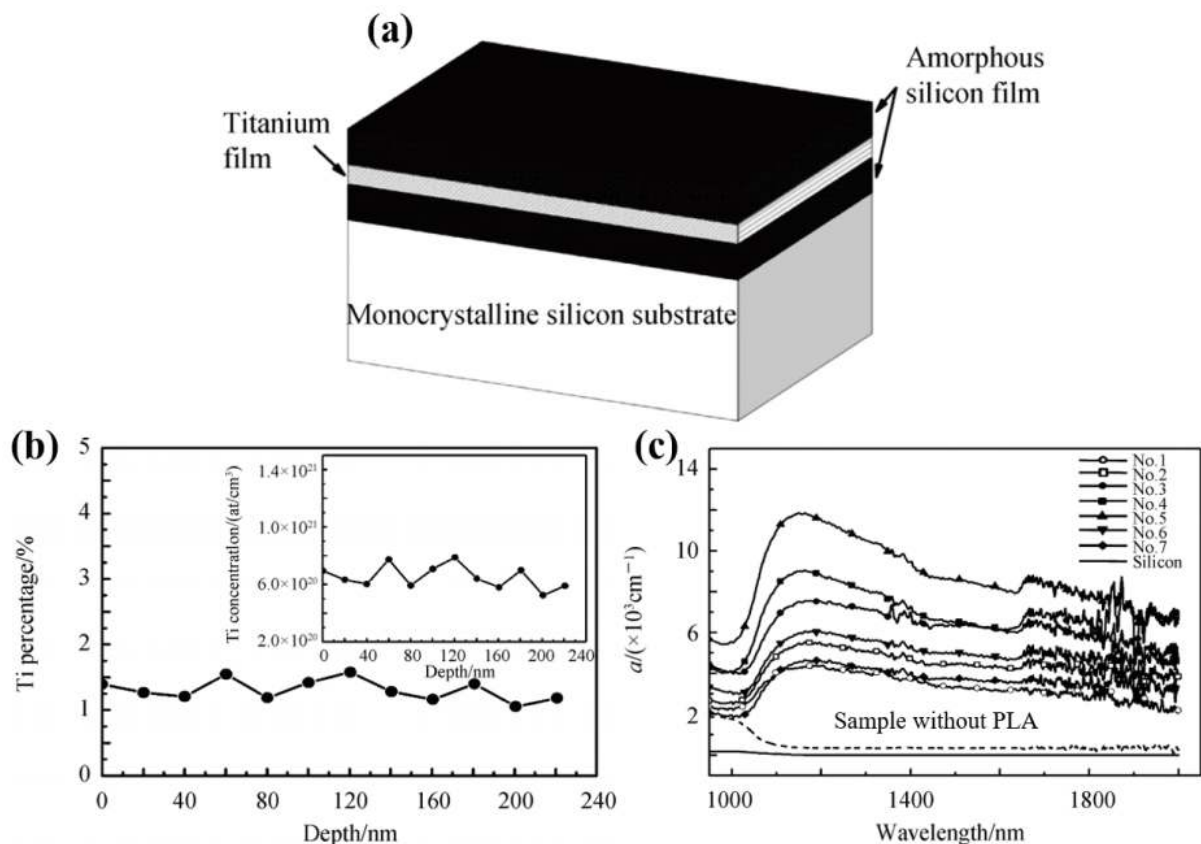 (a)
Amorphous
silicon film
Titanium
film
Monocrystalline silicon substrate
(b)
Ti percentage/%
5
4
3
2
1
0
0 40 80 120 160 200 240
Depth/nm
Ti concentration/(at/cm³)
1.4×10²¹
1.0×10²¹
6.0×10²⁰
2.0×10²⁰
0 40 80 120 160 200 240
Depth/nm
(c)
a/(×10³cm⁻¹)
14
10
6
2
No.1
No.2
No.3
No.4
No.5
No.6
No.7
Silicon
Sample without PLA
1000 1400 1800
Wavelength/nm